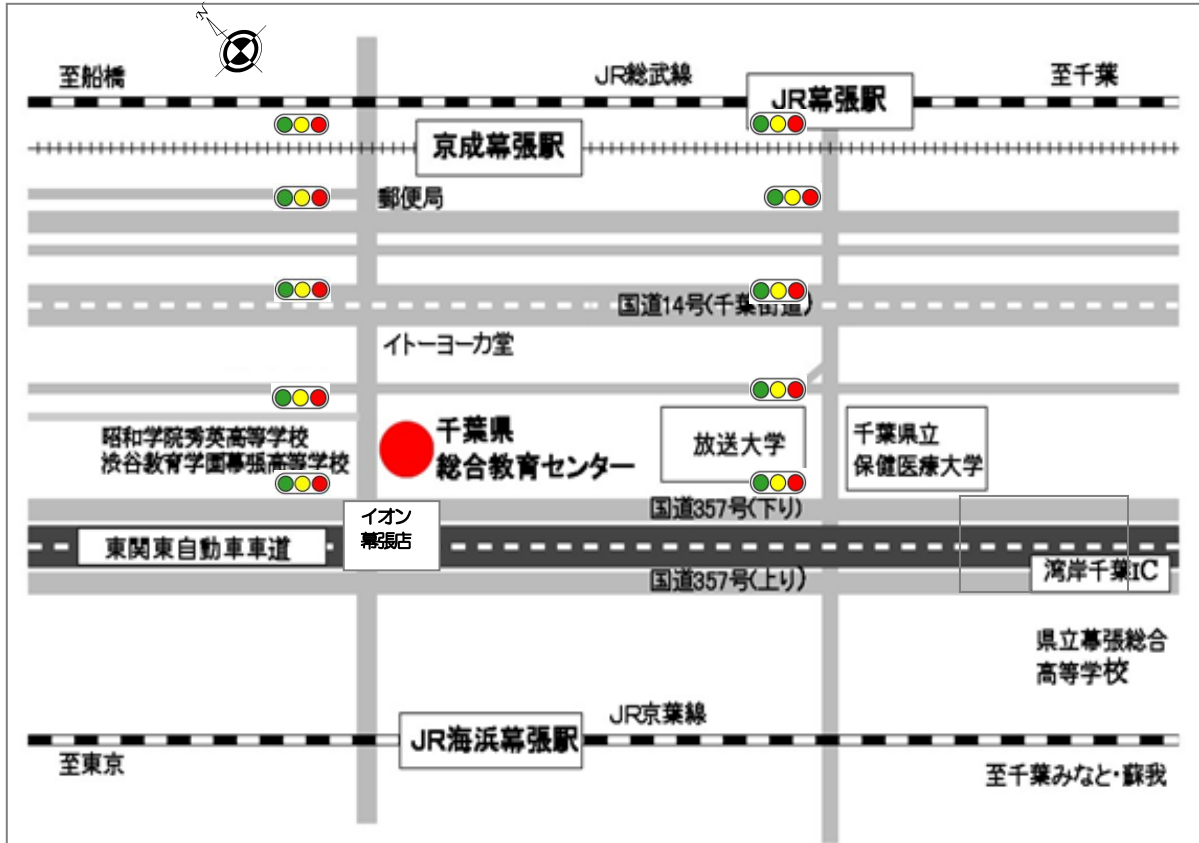 N
至船橋
JR総武線
JR幕張駅
至千葉
京成幕張駅
郵便局
国道14号(千葉街道)
イトーヨーカ堂
昭和学院秀英高等学校
渋谷教育学園幕張高等学校
千葉県
総合教育センター
放送大学
千葉県立
保健医療大学
国道357号(下り)
イオン
幕張店
東関東自動車車道
国道357号(上り)
湾岸千葉IC
県立幕張総合
高等学校
JR京葉線
JR海浜幕張駅
至東京
至千葉みなと・蘇我